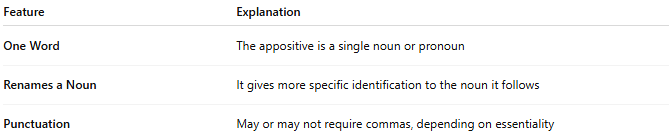 Feature Explanation
One Word The appositive is a single noun or pronoun
Renames a Noun It gives more specific identification to the noun it follows
Punctuation May or may not require commas, depending on essentiality